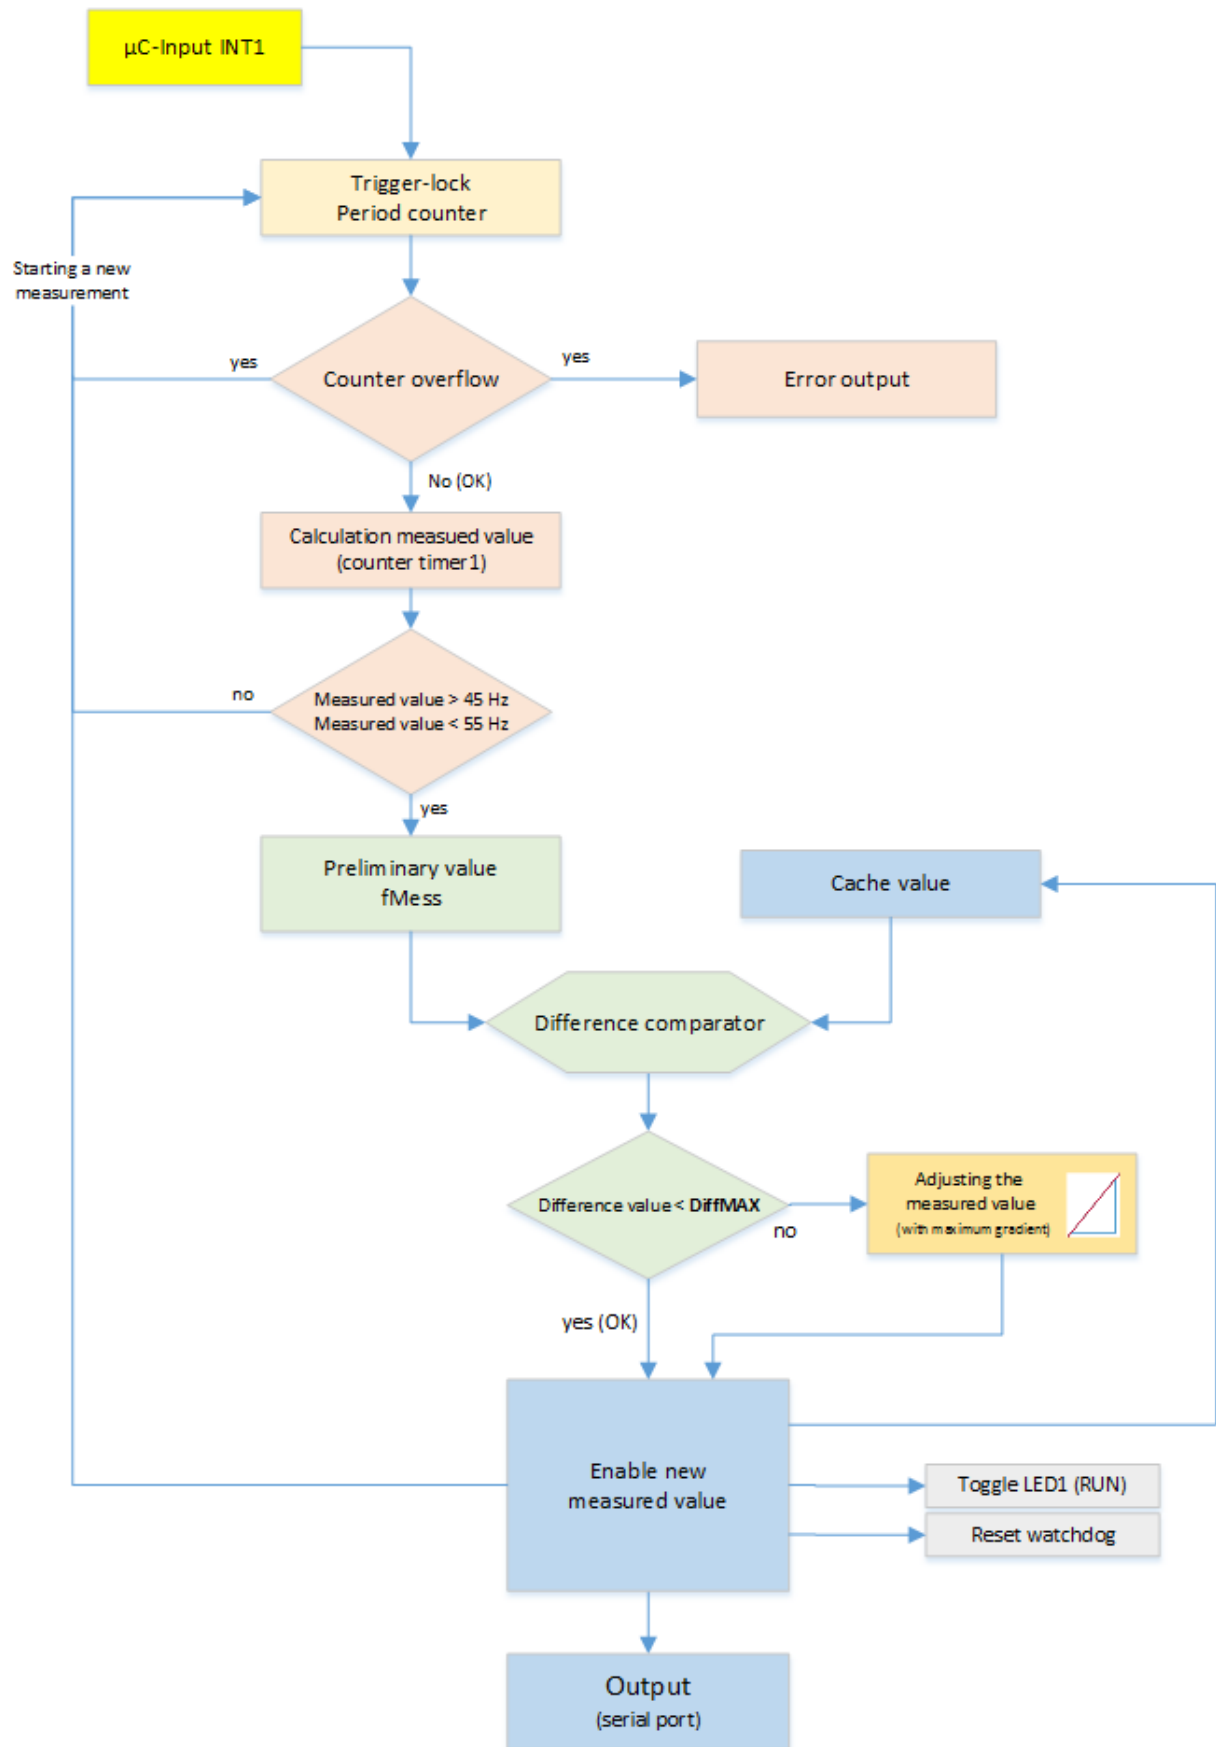 µC-Input INT1
Trigger-lock
Period counter
Starting a new
measurement
yes
Counter overflow
yes
Error output
No (OK)
Calculation measued value
(counter timer1)
no
Measured value > 45 Hz
Measured value < 55 Hz
yes
Preliminary value
fMess
Cache value
Difference comparator
Difference value < DiffMAX
no
Adjusting the
measured value
(with maximum gradient)
yes (OK)
Enable new
measured value
Toggle LED1 (RUN)
Reset watchdog
Output
(serial port)